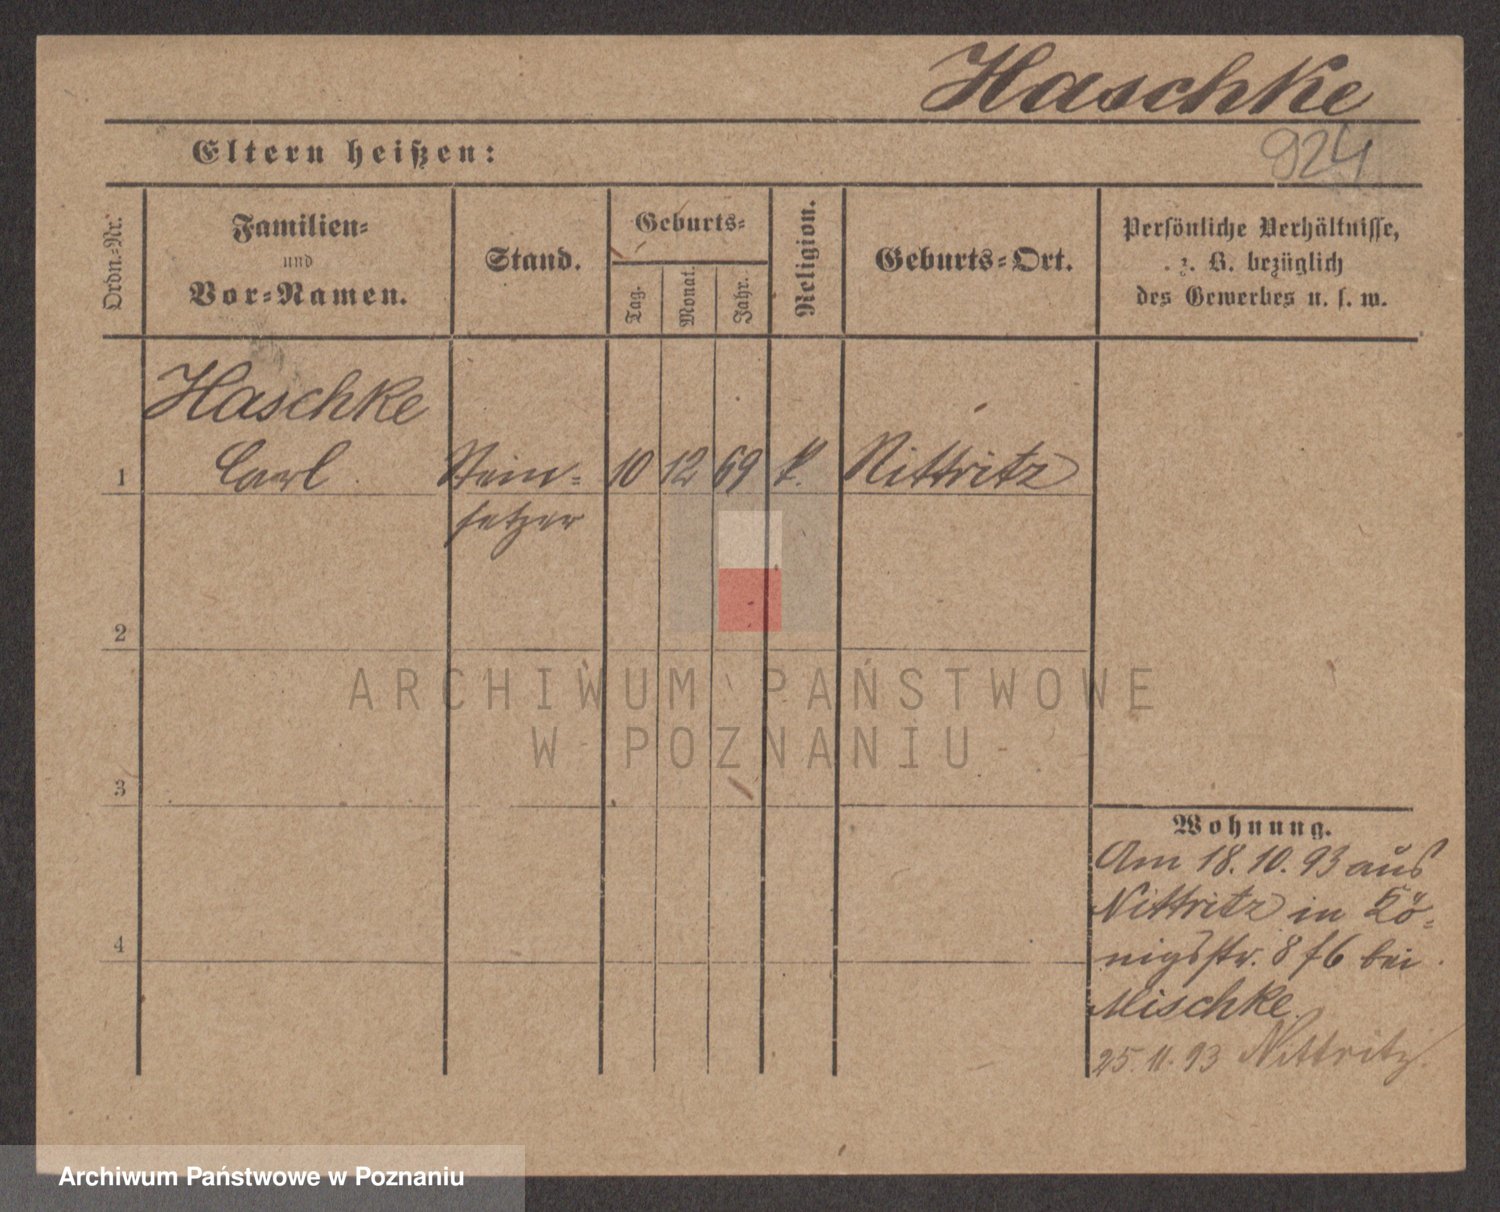 Haschke
924
Eltern heißen:
Ordn.-Nr.
Familien-
und
Vor-Namen.
Stand.
Geburts-
Tag.
Monat.
Jahr.
Religion.
Geburts-Ort.
Persönliche Verhältnisse,
z. B. bezüglich
des Gewerbes u. s. w.
Haschke
1 Carl Stein- 10 12 69 k. Nittritz
setzer
2
3
4
ARCHIWUM PAŃSTWOWE
W POZNANIU
Wohnung.
Am 18.10.93 aus
Nittritz in Kö-
nigsstr. 8 f6 bei
Mischke.
25.11.93 Nittritz.
Archiwum Państwowe w Poznaniu